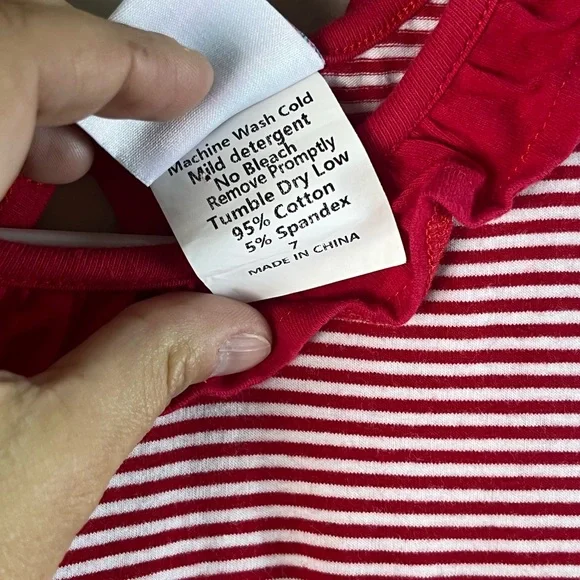 Machine Wash Cold
Mild detergent
No Bleach
Remove Promptly
Tumble Dry Low
95% Cotton
5% Spandex
7
MADE IN CHINA